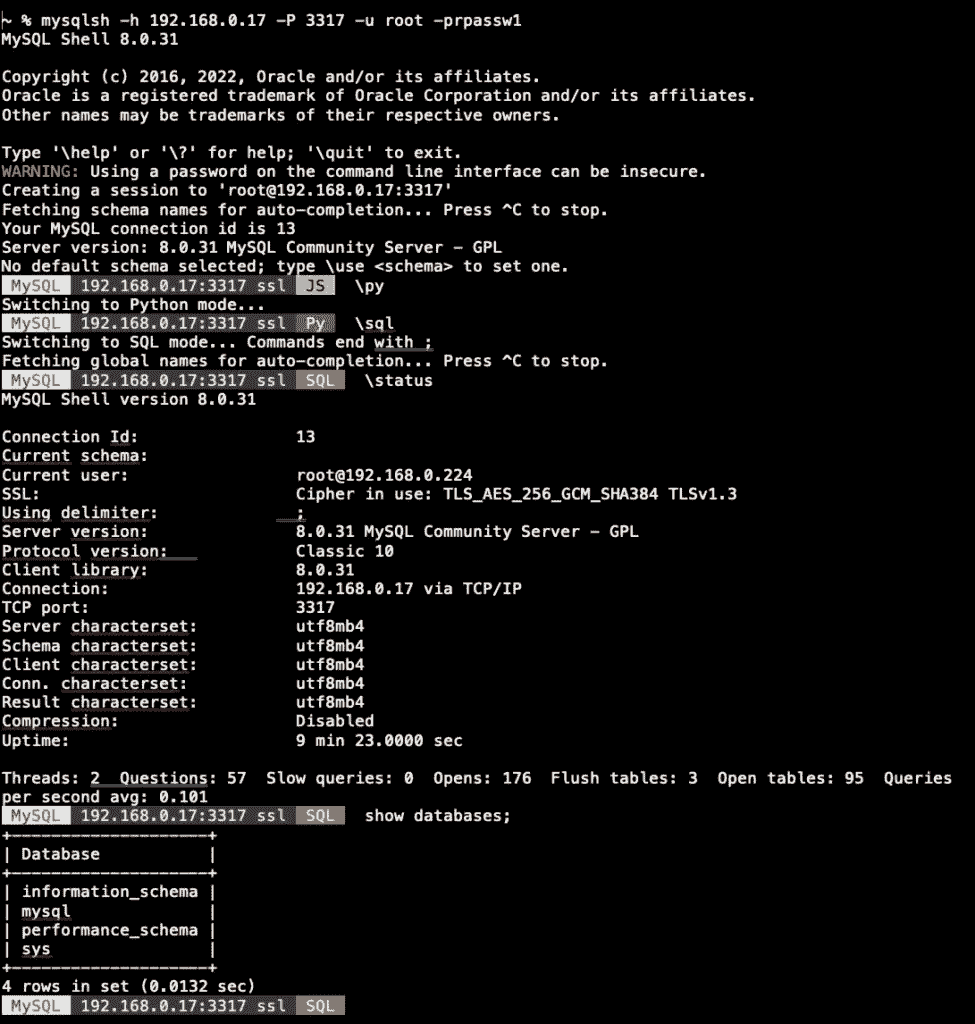 ~ % mysqlsh -h 192.168.0.17 -P 3317 -u root -prpassw1
MySQL Shell 8.0.31
Copyright (c) 2016, 2022, Oracle and/or its affiliates.
Oracle is a registered trademark of Oracle Corporation and/or its affiliates.
Other names may be trademarks of their respective owners.
Type '\help' or '\?' for help; '\quit' to exit.
WARNING: Using a password on the command line interface can be insecure.
Creating a session to 'root@192.168.0.17:3317'
Fetching schema names for auto-completion... Press ^C to stop.
Your MySQL connection id is 13
Server version: 8.0.31 MySQL Community Server - GPL
No default schema selected; type \use <schema> to set one.
MySQL 192.168.0.17:3317 ssl JS \py
Switching to Python mode...
MySQL 192.168.0.17:3317 ssl Py \sql
Switching to SQL mode... Commands end with ;
Fetching global names for auto-completion... Press ^C to stop.
MySQL 192.168.0.17:3317 ssl SQL \status
MySQL Shell version 8.0.31
Connection Id: 13
Current schema:
Current user: root@192.168.0.224
SSL: Cipher in use: TLS_AES_256_GCM_SHA384 TLSv1.3
Using delimiter: ;
Server version: 8.0.31 MySQL Community Server - GPL
Protocol version: Classic 10
Client library: 8.0.31
Connection: 192.168.0.17 via TCP/IP
TCP port: 3317
Server characterset: utf8mb4
Schema characterset: utf8mb4
Client characterset: utf8mb4
Conn. characterset: utf8mb4
Result characterset: utf8mb4
Compression: Disabled
Uptime: 9 min 23.0000 sec
Threads: 2 Questions: 57 Slow queries: 0 Opens: 176 Flush tables: 3 Open tables: 95 Queries
per second avg: 0.101
MySQL 192.168.0.17:3317 ssl SQL show databases;
+--------------------+
| Database           |
+--------------------+
| information_schema |
| mysql              |
| performance_schema |
| sys                |
+--------------------+
4 rows in set (0.0132 sec)
MySQL 192.168.0.17:3317 ssl SQL